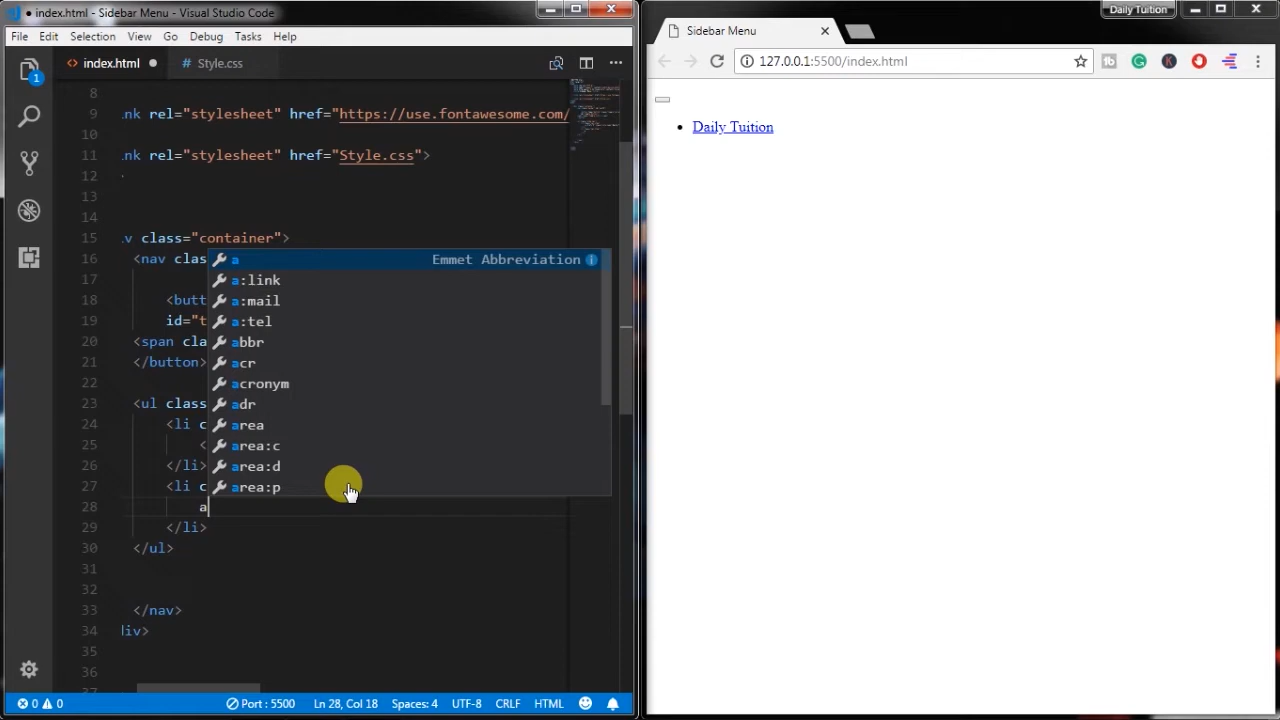 index.html - Sidebar Menu - Visual Studio Code
File Edit Selection View Go Debug Tasks Help
1
<> index.html
# Style.css
8
9 nk rel="stylesheet" href="https://use.fontawesome.com/
10
11 nk rel="stylesheet" href="Style.css">
12
13
14
15 v class="container">
16 <nav clas
17
18 <butt
19 id="t
20 <span cla
21 </button>
22
23 <ul class
24 <li c
25 <
26 </li>
27 <li c
28 a
29 </li>
30 </ul>
31
32
33 </nav>
34 div>
35
36
37
a Emmet Abbreviation
a:link
a:mail
a:tel
abbr
acr
acronym
adr
area
area:c
area:d
area:p
0 0 Port : 5500 Ln 28, Col 18 Spaces: 4 UTF-8 CRLF HTML
Daily Tuition
Sidebar Menu
127.0.0.1:5500/index.html
Daily Tuition